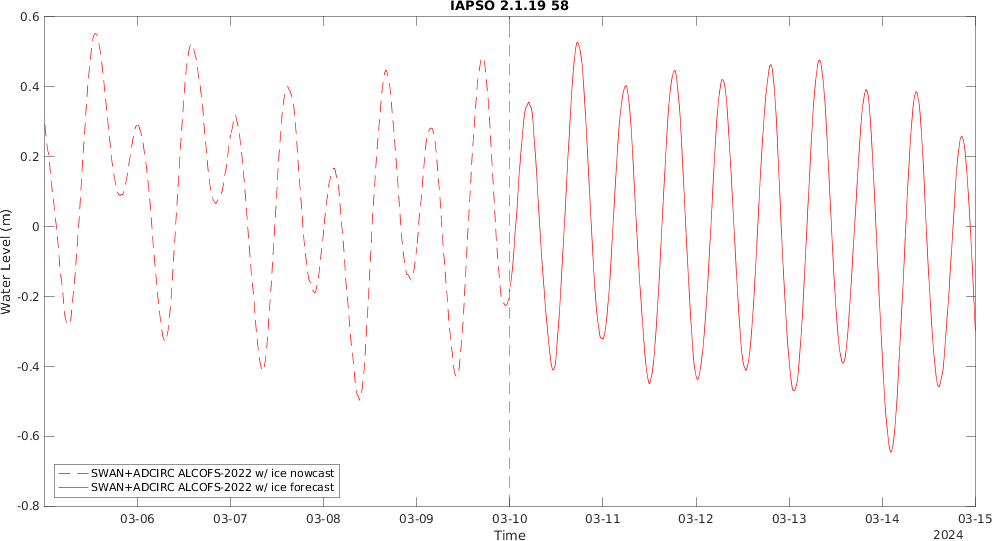 IAPSO 2.1.19 58
0.6
0.4
0.2
0
-0.2
-0.4
-0.6
-0.8
Water Level (m)
SWAN+ADCIRC ALCOFS-2022 w/ ice nowcast
SWAN+ADCIRC ALCOFS-2022 w/ ice forecast
03-06 03-07 03-08 03-09 03-10 03-11 03-12 03-13 03-14 03-15
Time
2024